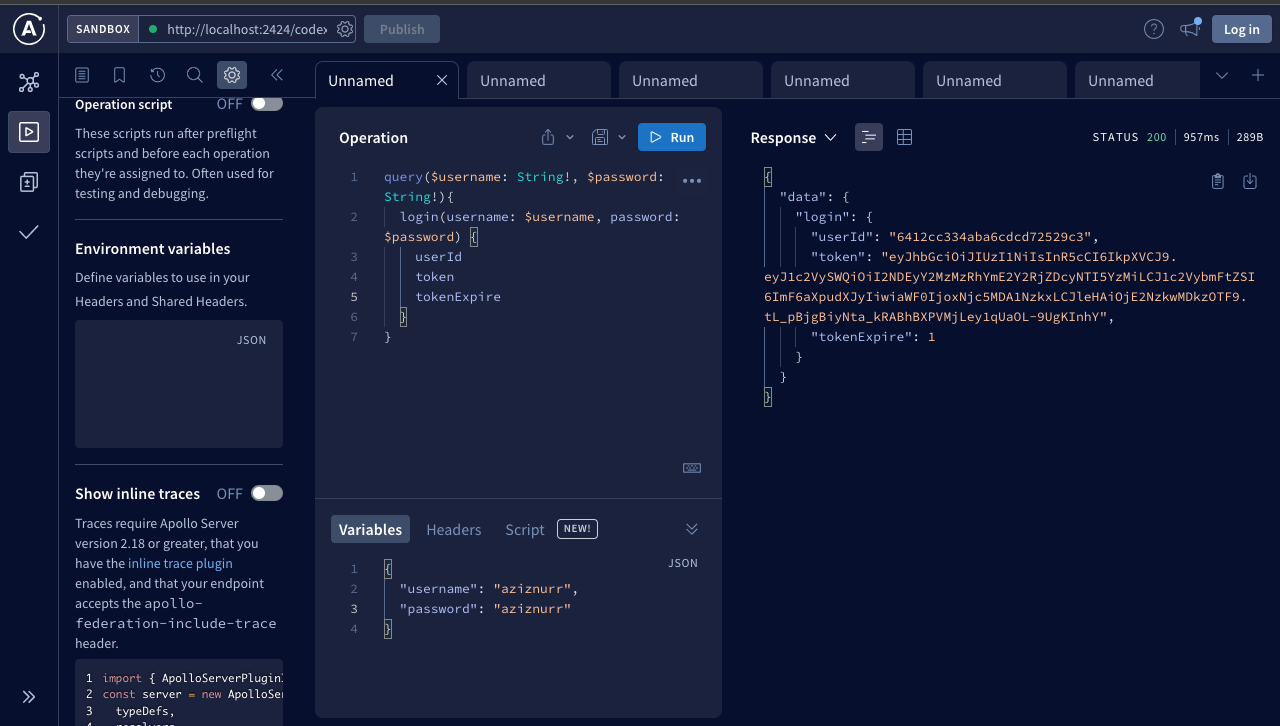 SANDBOX
http://localhost:2424/codex
Publish
Log in
Operation script
OFF
These scripts run after preflight
scripts and before each operation
they're assigned to. Often used for
testing and debugging.
Environment variables
Define variables to use in your
Headers and Shared Headers.
JSON
Show inline traces
OFF
Traces require Apollo Server
version 2.18 or greater, that you
have the inline trace plugin
enabled, and that your endpoint
accepts the apollo-
federation-include-trace
header.
1 import { ApolloServerPluginI
2 const server = new ApolloSer
3 typeDefs,
4 resolvers
Unnamed
Unnamed
Unnamed
Unnamed
Unnamed
Unnamed
Operation
Run
1 query($username: String!, $password:
String!){
2 login(username: $username, password:
$password) {
3 userId
4 token
5 tokenExpire
6 }
7 }
Variables
Headers
Script
NEW!
JSON
1 {
2 "username": "aziznurr",
3 "password": "aziznurr"
4 }
Response
STATUS 200
957ms
289B
{
"data": {
"login": {
"userId": "6412cc334aba6cdcd72529c3",
"token": "eyJhbGciOiJIUzI1NiIsInR5cCI6IkpXVCJ9.
eyJ1c2VySWQiOiI2NDEyY2MzMzRhYmE2Y2RjZDcyNTI5YzMiLCJ1c2VybmFtZSI
6ImF6aXpudXJyIiwiaWF0IjoxNjc5MDA1NzkxLCJleHAiOjE2NzkwMDkzOTF9.
tL_pBjgBiyNta_kRABhBXPVMjLey1qUaOL-9UgKInhY",
"tokenExpire": 1
}
}
}